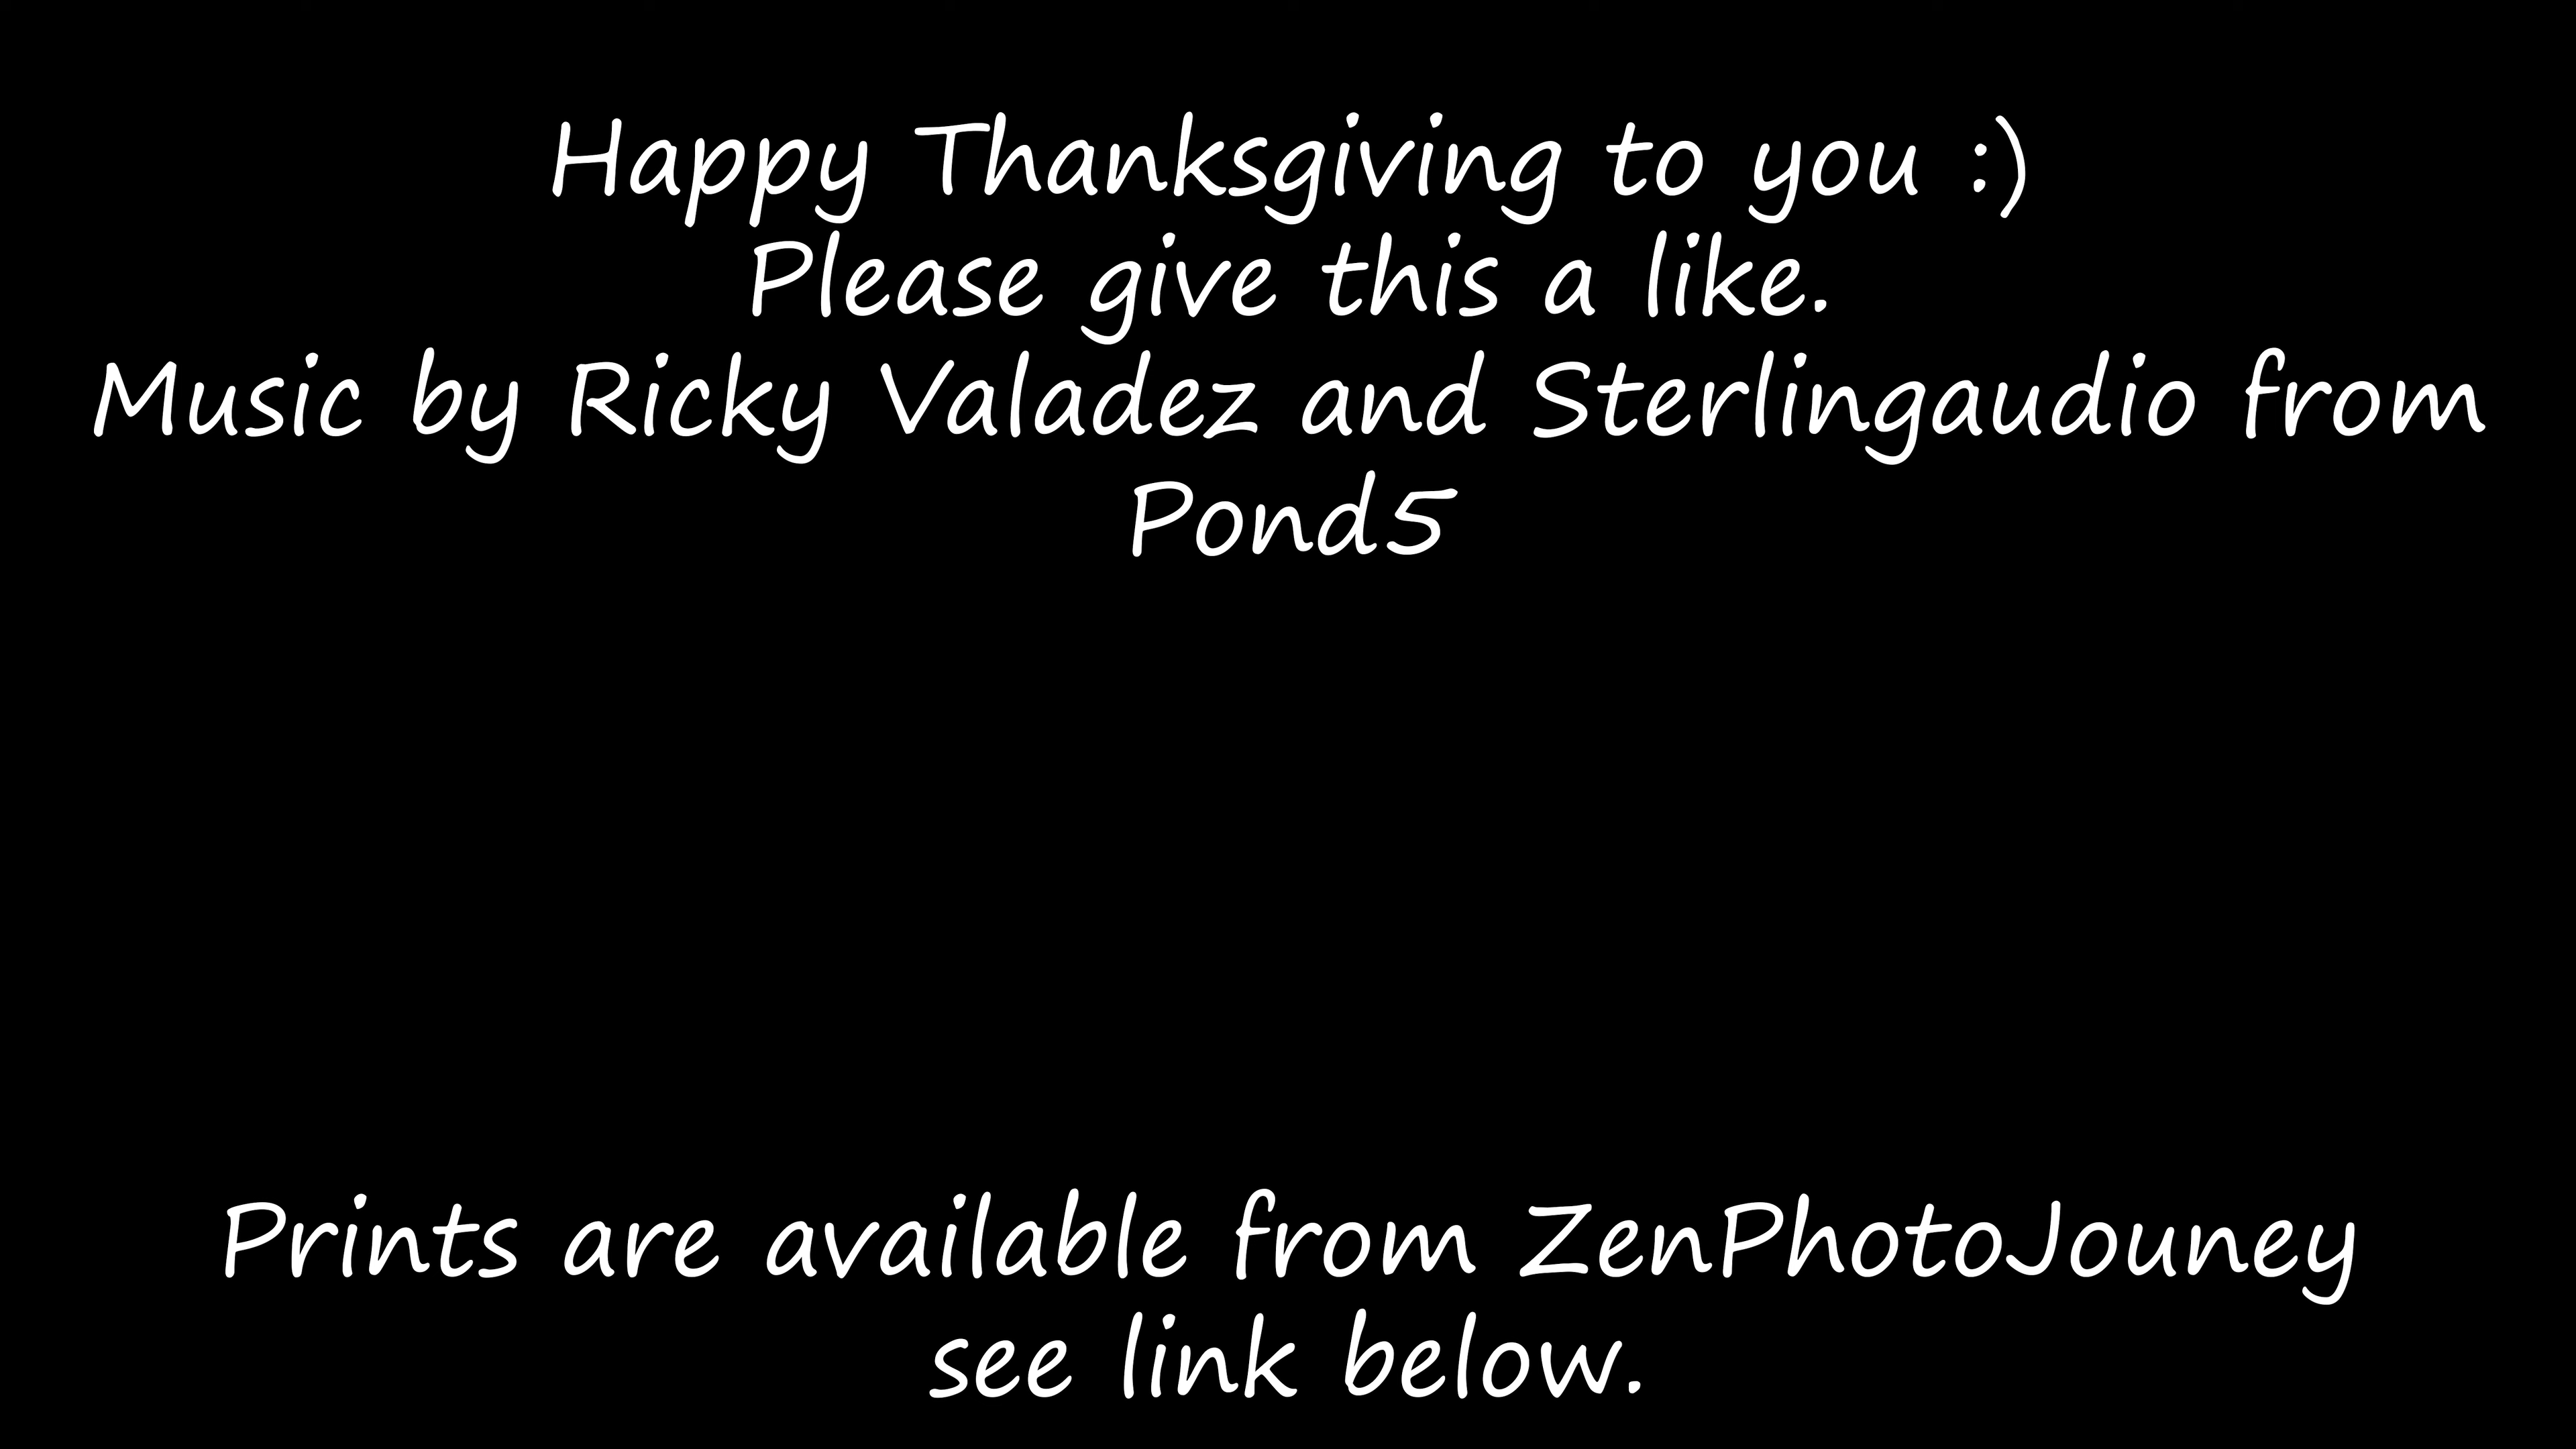 Happy Thanksgiving to you :)
Please give this a like.
Music by Ricky Valadez and Sterlingaudio from
Pond5
Prints are available from ZenPhotoJouney
see link below.